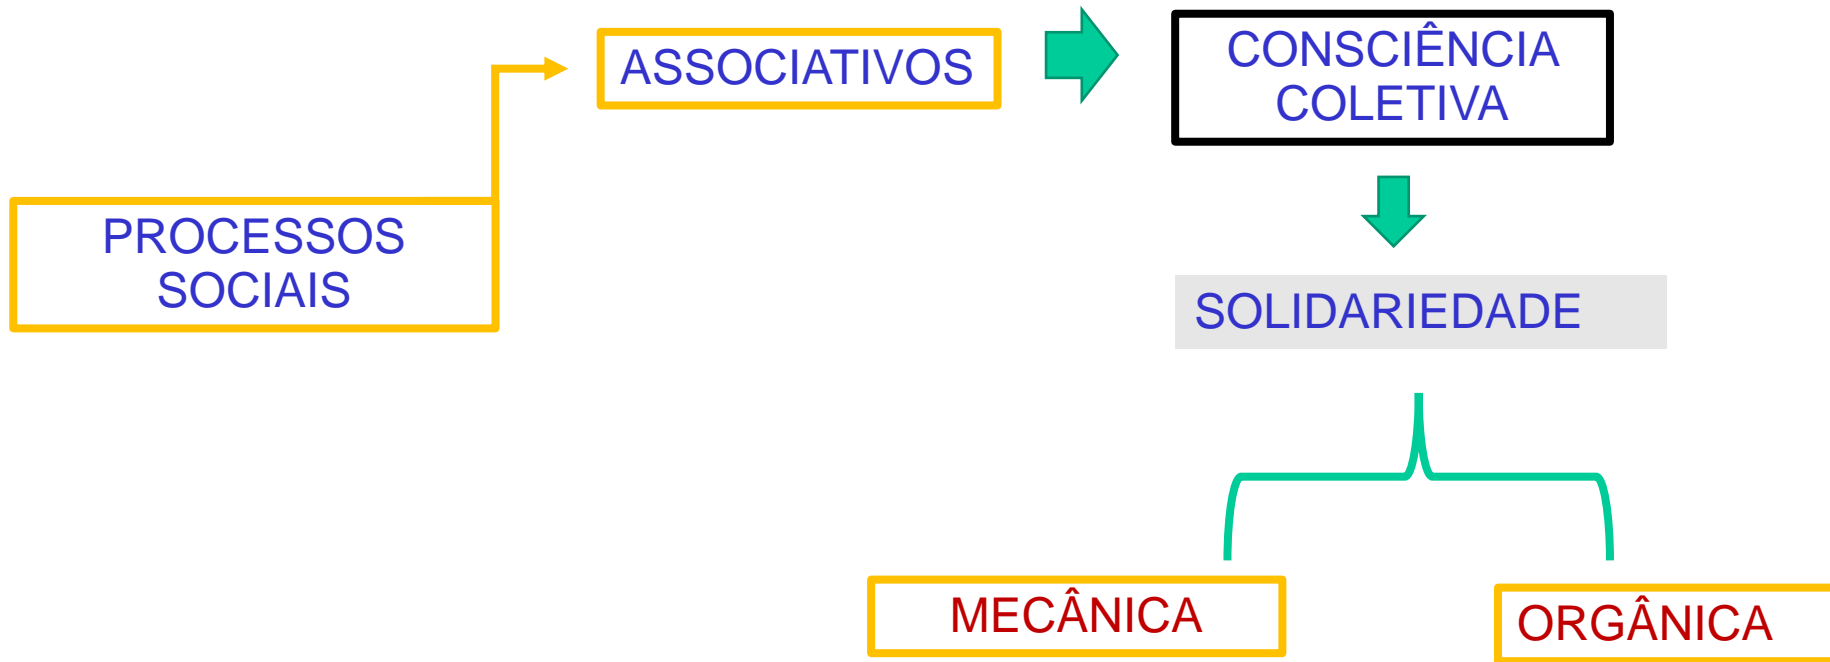 PROCESSOS
SOCIAIS
ASSOCIATIVOS
CONSCIÊNCIA
COLETIVA
SOLIDARIEDADE
MECÂNICA
ORGÂNICA